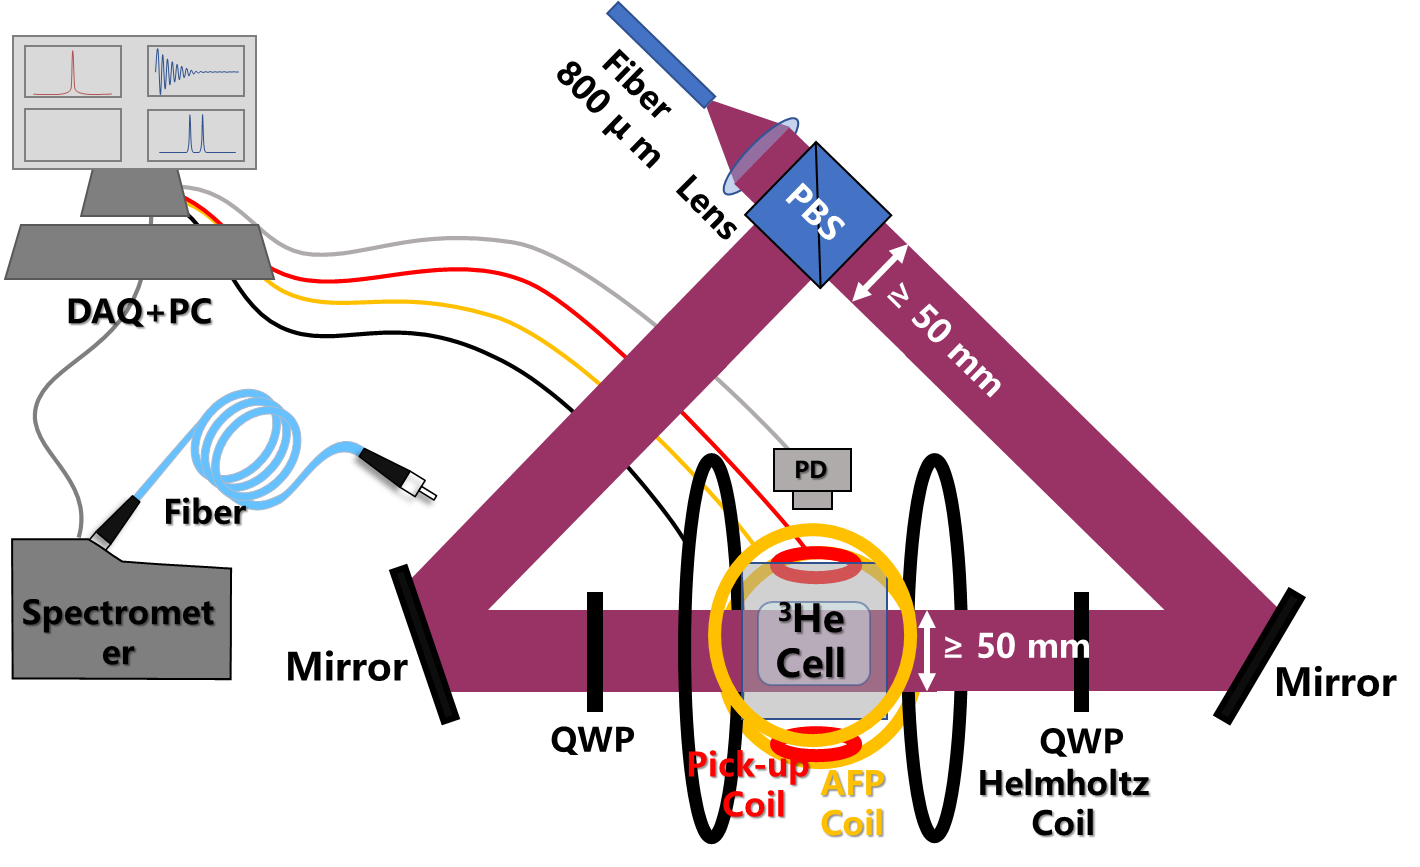 Fiber
800 μm
Lens
PBS
≥ 50 mm
DAQ+PC
Fiber
PD
Spectromet
er
Mirror
³He
Cell
≥ 50 mm
Mirror
QWP
QWP
Pick-up
Coil
AFP
Coil
Helmholtz
Coil